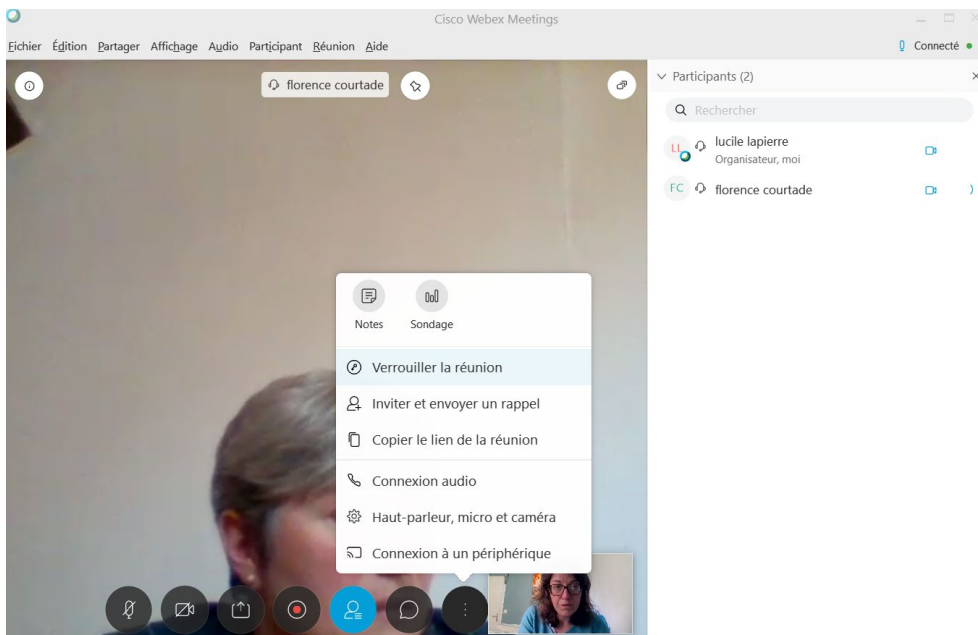 Cisco Webex Meetings
Fichier Édition Partager Affichage Audio Participant Réunion Aide
Connecté
florence courtade
Participants (2)
Rechercher
LL
lucile lapierre
Organisateur, moi
FC
florence courtade
Notes Sondage
Verrouiller la réunion
Inviter et envoyer un rappel
Copier le lien de la réunion
Connexion audio
Haut-parleur, micro et caméra
Connexion à un périphérique